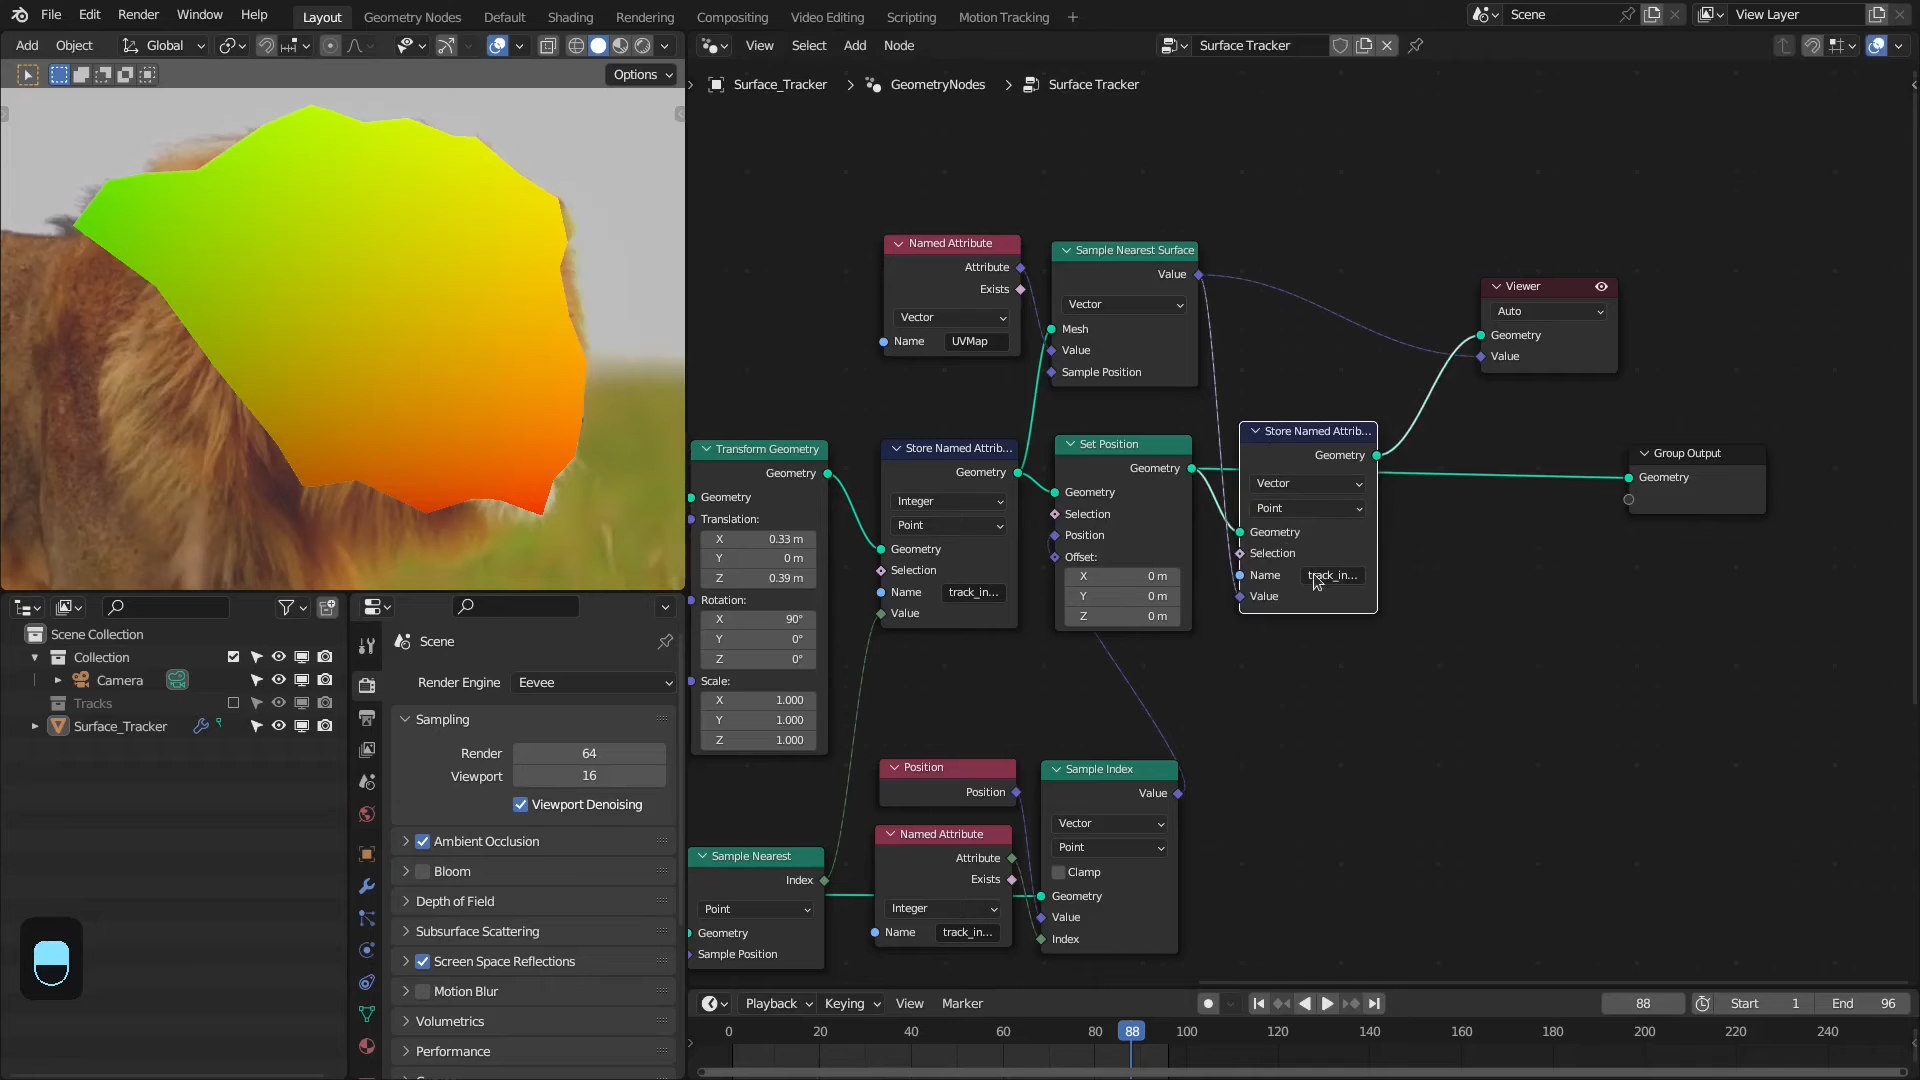 File Edit Render Window Help Layout Geometry Nodes Default Shading Rendering Compositing Video Editing Scripting Motion Tracking + Scene View Layer
Add Object Global View Select Add Node Surface Tracker
Options
Surface_Tracker > GeometryNodes > Surface Tracker
Named Attribute
Attribute
Exists
Vector
Name UVMap
Sample Nearest Surface
Value
Vector
Mesh
Value
Sample Position
Viewer
Auto
Geometry
Value
Transform Geometry
Geometry
Geometry
Translation:
X 0.33 m
Y 0 m
Z 0.39 m
Rotation:
X 90°
Y 0°
Z 0°
Scale:
X 1.000
Y 1.000
Z 1.000
Store Named Attrib...
Geometry
Integer
Point
Geometry
Selection
Name track_in...
Value
Set Position
Geometry
Geometry
Selection
Position
Offset:
X 0 m
Y 0 m
Z 0 m
Store Named Attrib...
Geometry
Vector
Point
Geometry
Selection
Name track_in...
Value
Group Output
Geometry
Sample Nearest
Index
Point
Geometry
Sample Position
Position
Position
Named Attribute
Attribute
Exists
Integer
Name track_in...
Sample Index
Value
Vector
Point
Clamp
Geometry
Value
Index
Scene Collection
Collection
Camera
Tracks
Surface_Tracker
Scene
Render Engine Eevee
Sampling
Render 64
Viewport 16
Viewport Denoising
Ambient Occlusion
Bloom
Depth of Field
Subsurface Scattering
Screen Space Reflections
Motion Blur
Volumetrics
Performance
Playback Keying View Marker 88 Start 1 End 96
0 20 40 60 80 88 100 120 140 160 180 200 220 240